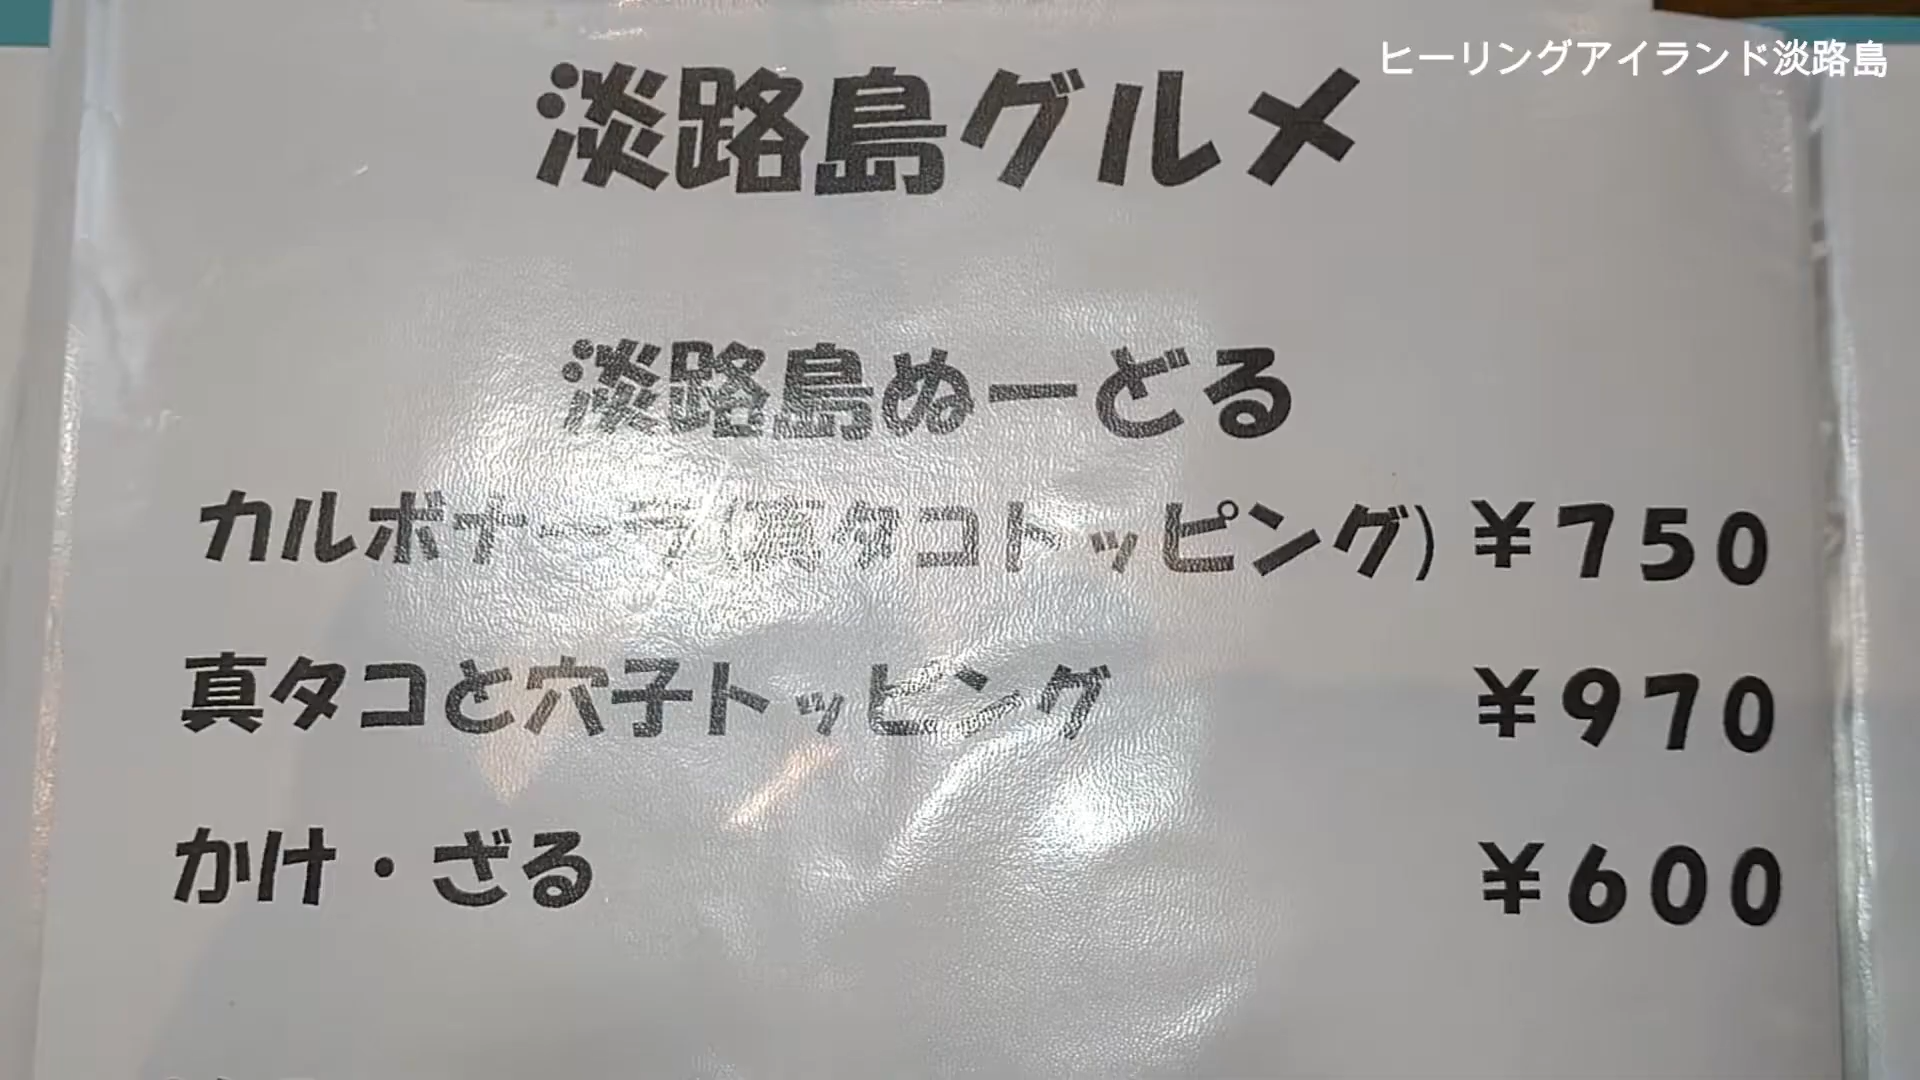 ヒーリングアイランド淡路島
淡路島グルメ
淡路島ぬーどる
カルボナーラ(真タコトッピング) ¥750
真タコと穴子トッピング ¥970
かけ・ざる ¥600